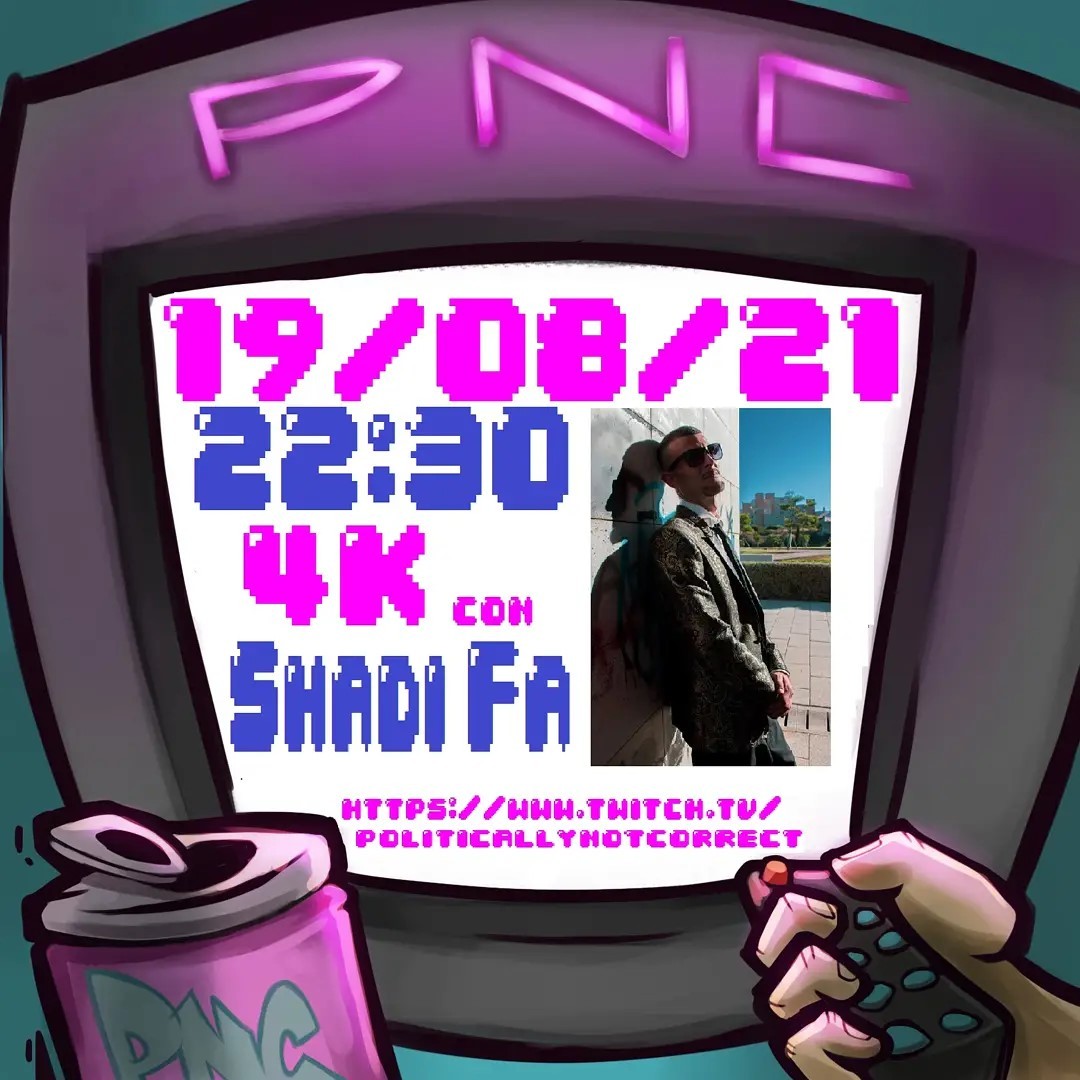 PNC
19/08/21
22:30
4K CON
SHADI FA
HTTPS://WWW.TWITCH.TV/
POLITICALLYNOTCORRECT
PNC